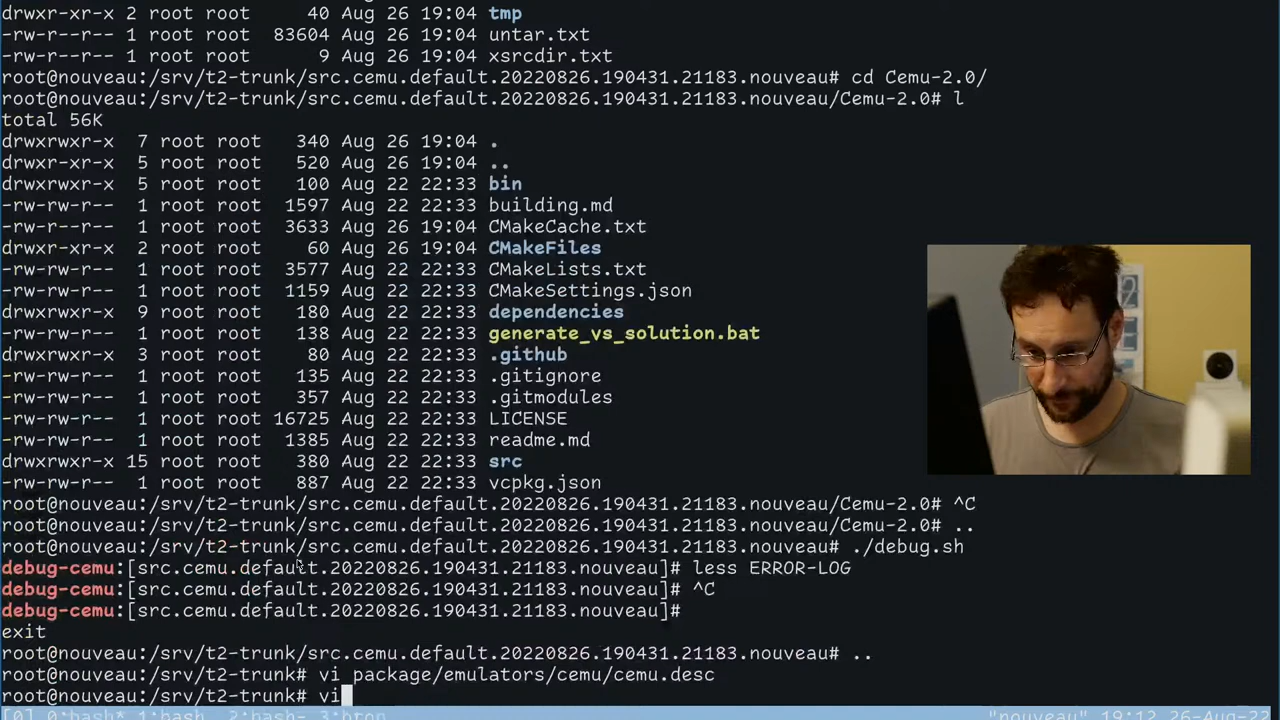 drwxr-xr-x 2 root root 40 Aug 26 19:04 tmp
-rw-r--r-- 1 root root 83604 Aug 26 19:04 untar.txt
-rw-r--r-- 1 root root 9 Aug 26 19:04 xsrcdir.txt
root@nouveau:/srv/t2-trunk/src.cemu.default.20220826.190431.21183.nouveau# cd Cemu-2.0/
root@nouveau:/srv/t2-trunk/src.cemu.default.20220826.190431.21183.nouveau/Cemu-2.0# l
total 56K
drwxrwxr-x 7 root root 340 Aug 26 19:04 .
drwxr-xr-x 5 root root 520 Aug 26 19:04 ..
drwxrwxr-x 5 root root 100 Aug 22 22:33 bin
-rw-rw-r-- 1 root root 1597 Aug 22 22:33 building.md
-rw-r--r-- 1 root root 3633 Aug 26 19:04 CMakeCache.txt
drwxr-xr-x 2 root root 60 Aug 26 19:04 CMakeFiles
-rw-rw-r-- 1 root root 3577 Aug 22 22:33 CMakeLists.txt
-rw-rw-r-- 1 root root 1159 Aug 22 22:33 CMakeSettings.json
drwxrwxr-x 9 root root 180 Aug 22 22:33 dependencies
-rw-rw-r-- 1 root root 138 Aug 22 22:33 generate_vs_solution.bat
drwxrwxr-x 3 root root 80 Aug 22 22:33 .github
-rw-rw-r-- 1 root root 135 Aug 22 22:33 .gitignore
-rw-rw-r-- 1 root root 357 Aug 22 22:33 .gitmodules
-rw-rw-r-- 1 root root 16725 Aug 22 22:33 LICENSE
-rw-rw-r-- 1 root root 1385 Aug 22 22:33 readme.md
drwxrwxr-x 15 root root 380 Aug 22 22:33 src
-rw-rw-r-- 1 root root 887 Aug 22 22:33 vcpkg.json
root@nouveau:/srv/t2-trunk/src.cemu.default.20220826.190431.21183.nouveau/Cemu-2.0# ^C
root@nouveau:/srv/t2-trunk/src.cemu.default.20220826.190431.21183.nouveau/Cemu-2.0# ..
root@nouveau:/srv/t2-trunk/src.cemu.default.20220826.190431.21183.nouveau# ./debug.sh
debug-cemu:[src.cemu.default.20220826.190431.21183.nouveau]# less ERROR-LOG
debug-cemu:[src.cemu.default.20220826.190431.21183.nouveau]# ^C
debug-cemu:[src.cemu.default.20220826.190431.21183.nouveau]#
exit
root@nouveau:/srv/t2-trunk/src.cemu.default.20220826.190431.21183.nouveau# ..
root@nouveau:/srv/t2-trunk# vi package/emulators/cemu/cemu.desc
root@nouveau:/srv/t2-trunk# vi
[0] 0:bash* 1:bash 2:bash- 3:btop "nouveau" 19:12 26-Aug-22